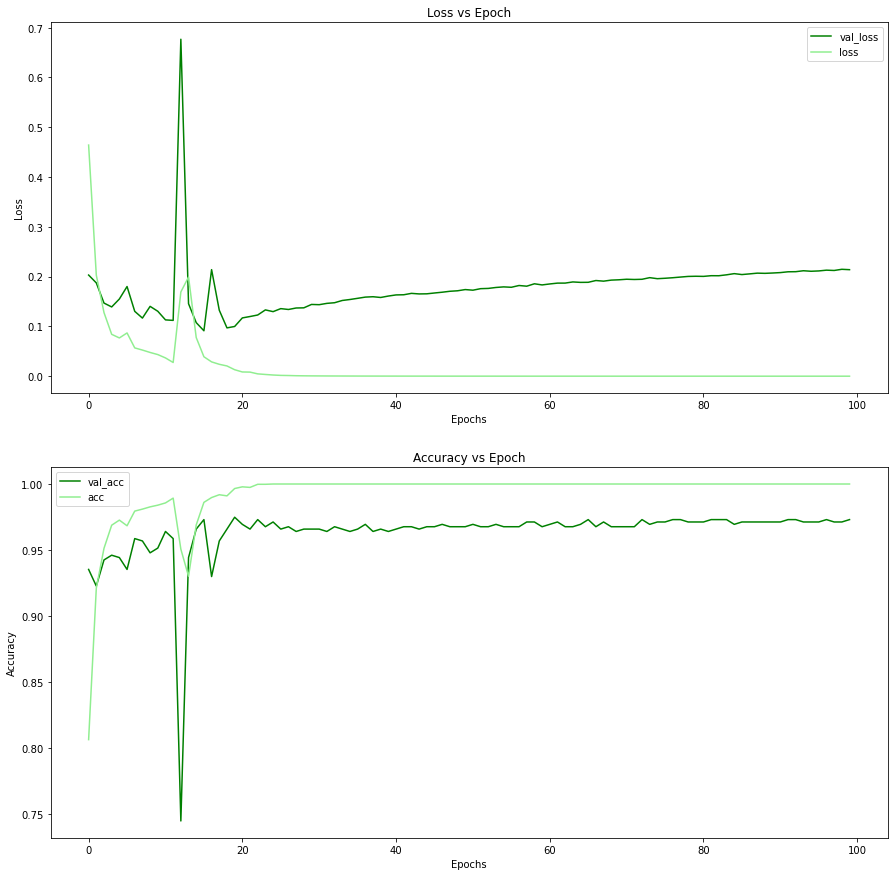 Loss vs Epoch
0.7
0.6
0.5
0.4
0.3
0.2
0.1
0.0
Loss
val_loss
loss
0 20 40 60 80 100
Epochs
Accuracy vs Epoch
1.00
0.95
0.90
0.85
0.80
0.75
Accuracy
val_acc
acc
0 20 40 60 80 100
Epochs